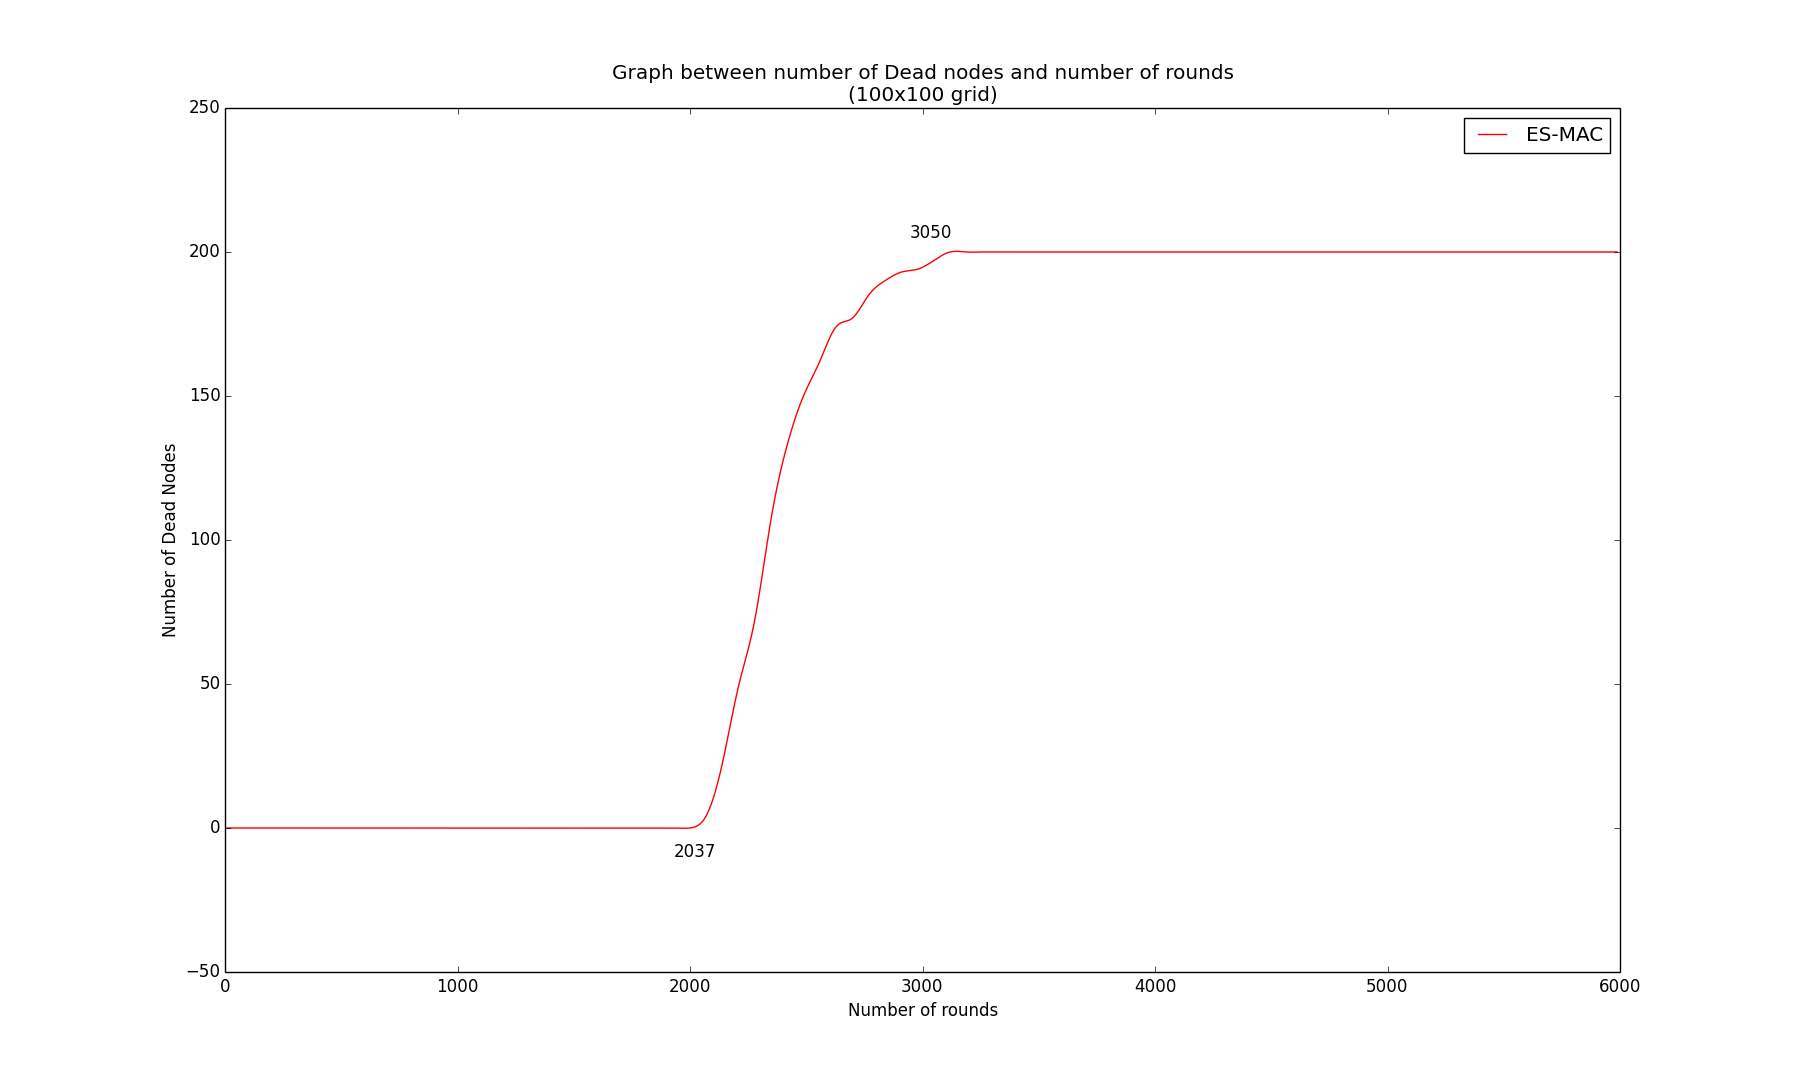 Graph between number of Dead nodes and number of rounds
(100x100 grid)
250
ES-MAC
3050
200
150
Number of Dead Nodes
100
50
0
2037
−50
0 1000 2000 3000 4000 5000 6000
Number of rounds